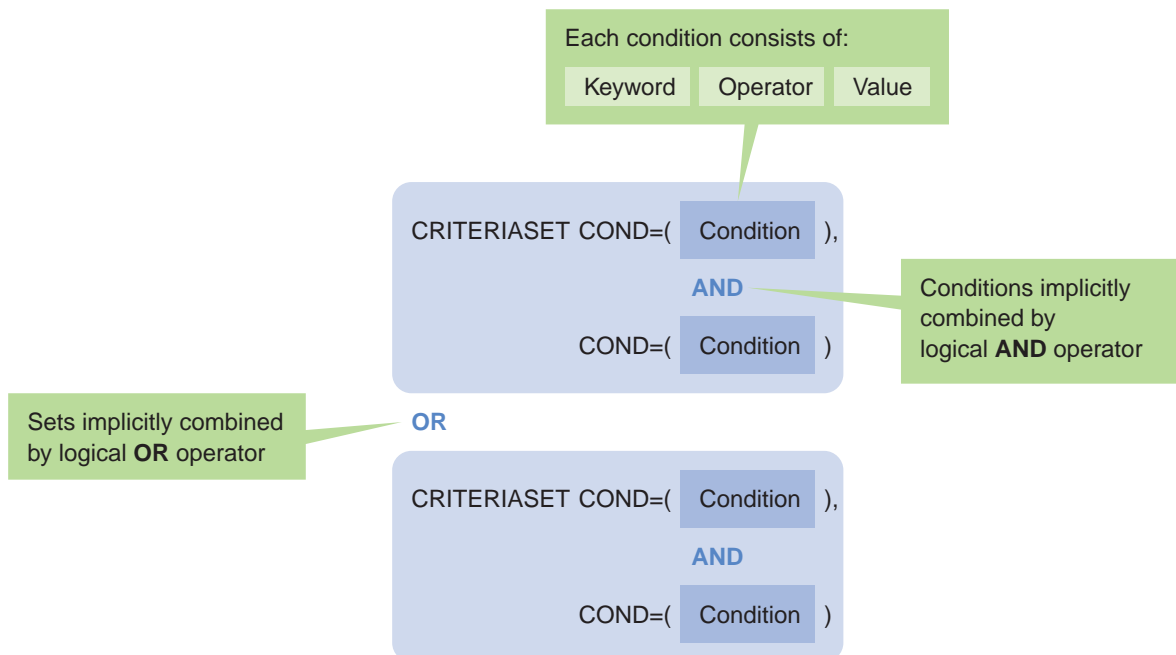 Each condition consists of:
Keyword Operator Value
CRITERIASET COND=( Condition ),
AND
COND=( Condition )
Conditions implicitly
combined by
logical AND operator
Sets implicitly combined
by logical OR operator
OR
CRITERIASET COND=( Condition ),
AND
COND=( Condition )